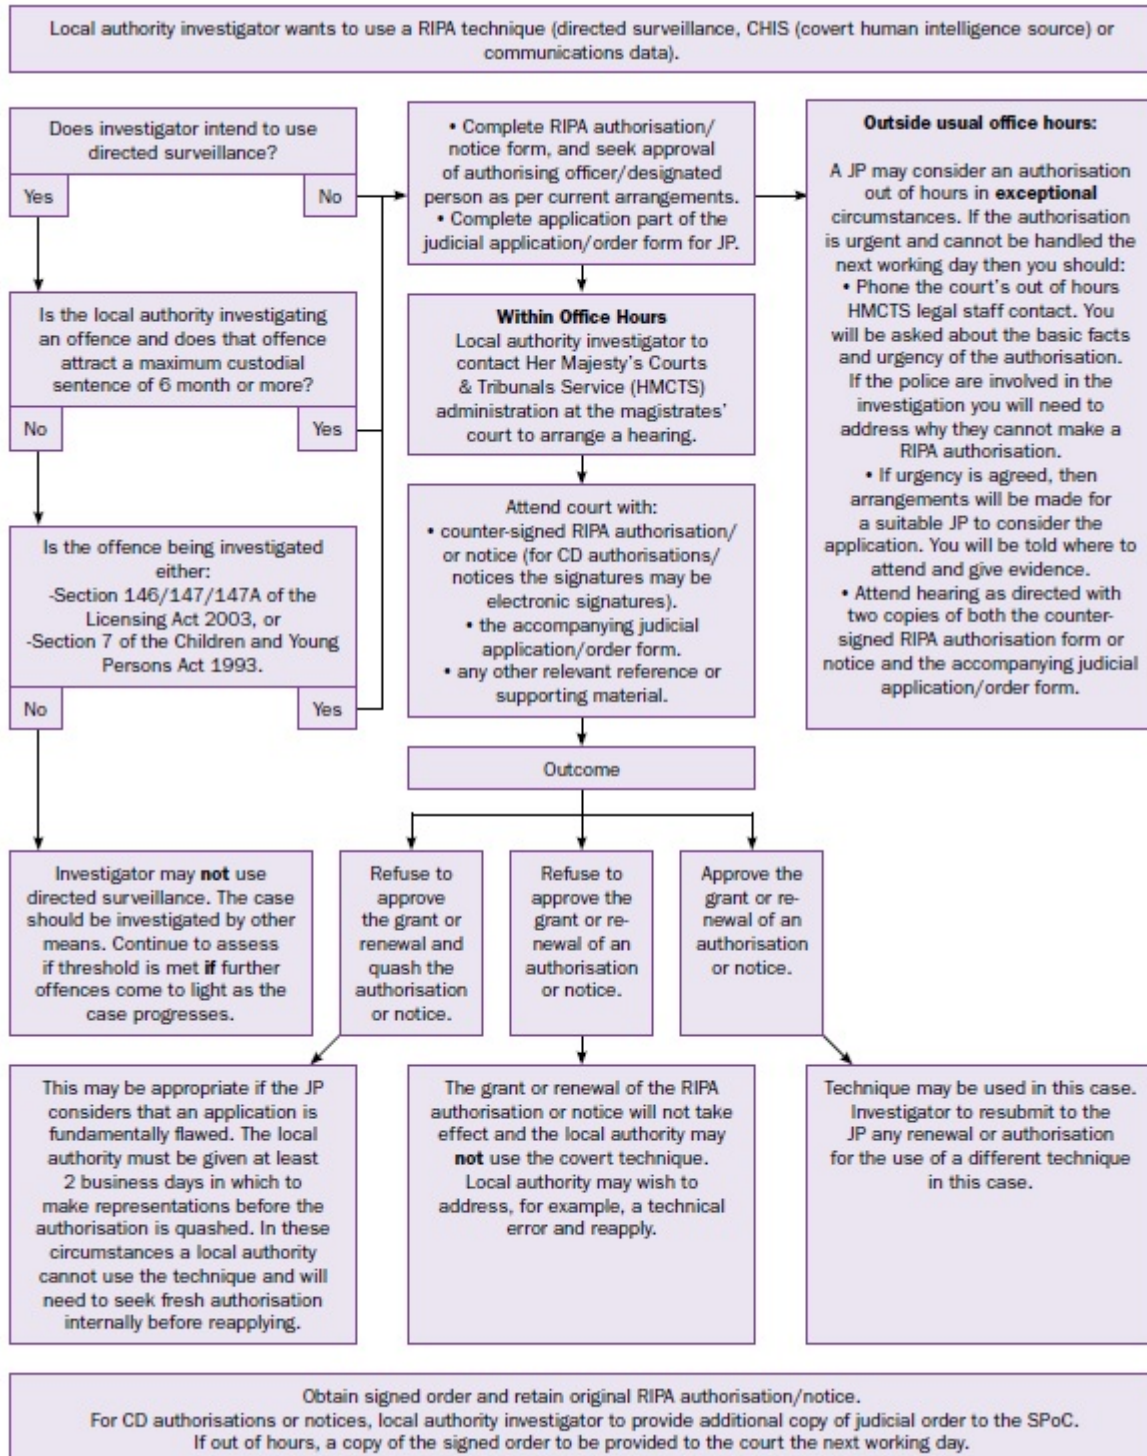 Local authority investigator wants to use a RIPA technique (directed surveillance, CHIS (covert human intelligence source) or
communications data).
Does investigator intend to use
directed surveillance?
Yes
No
Is the local authority investigating
an offence and does that offence
attract a maximum custodial
sentence of 6 month or more?
No
Yes
Is the offence being investigated
either:
-Section 146/147/147A of the
Licensing Act 2003, or
-Section 7 of the Children and Young
Persons Act 1993.
No
Yes
Investigator may not use
directed surveillance. The case
should be investigated by other
means. Continue to assess
if threshold is met if further
offences come to light as the
case progresses.
• Complete RIPA authorisation/
notice form, and seek approval
of authorising officer/designated
person as per current arrangements.
• Complete application part of the
judicial application/order form for JP.
Within Office Hours
Local authority investigator to
contact Her Majesty's Courts
& Tribunals Service (HMCTS)
administration at the magistrates'
court to arrange a hearing.
Attend court with:
• counter-signed RIPA authorisation/
or notice (for CD authorisations/
notices the signatures may be
electronic signatures).
• the accompanying judicial
application/order form.
• any other relevant reference or
supporting material.
Outside usual office hours:
A JP may consider an authorisation
out of hours in exceptional
circumstances. If the authorisation
is urgent and cannot be handled the
next working day then you should:
• Phone the court's out of hours
HMCTS legal staff contact. You
will be asked about the basic facts
and urgency of the authorisation.
If the police are involved in the
investigation you will need to
address why they cannot make a
RIPA authorisation.
• If urgency is agreed, then
arrangements will be made for
a suitable JP to consider the
application. You will be told where to
attend and give evidence.
• Attend hearing as directed with
two copies of both the counter-
signed RIPA authorisation form or
notice and the accompanying judicial
application/order form.
Outcome
Refuse to
approve
the grant or
renewal and
quash the
authorisation
or notice.
Refuse to
approve the
grant or re-
newal of an
authorisation
or notice.
Approve the
grant or re-
newal of an
authorisation
or notice.
This may be appropriate if the JP
considers that an application is
fundamentally flawed. The local
authority must be given at least
2 business days in which to
make representations before the
authorisation is quashed. In these
circumstances a local authority
cannot use the technique and will
need to seek fresh authorisation
internally before reapplying.
The grant or renewal of the RIPA
authorisation or notice will not take
effect and the local authority may
not use the covert technique.
Local authority may wish to
address, for example, a technical
error and reapply.
Technique may be used in this case.
Investigator to resubmit to the
JP any renewal or authorisation
for the use of a different technique
in this case.
Obtain signed order and retain original RIPA authorisation/notice.
For CD authorisations or notices, local authority investigator to provide additional copy of judicial order to the SPoC.
If out of hours, a copy of the signed order to be provided to the court the next working day.